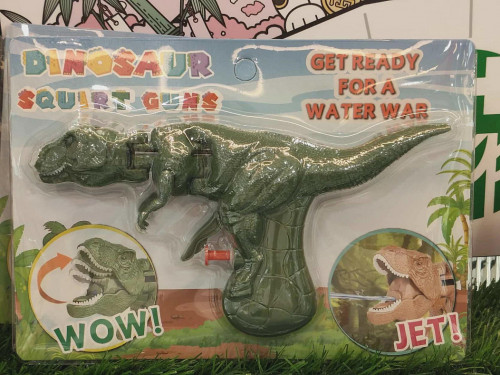 DINOSAUR
SQUIRT GUNS
GET READY
FOR A
WATER WAR
WOW!
JET!